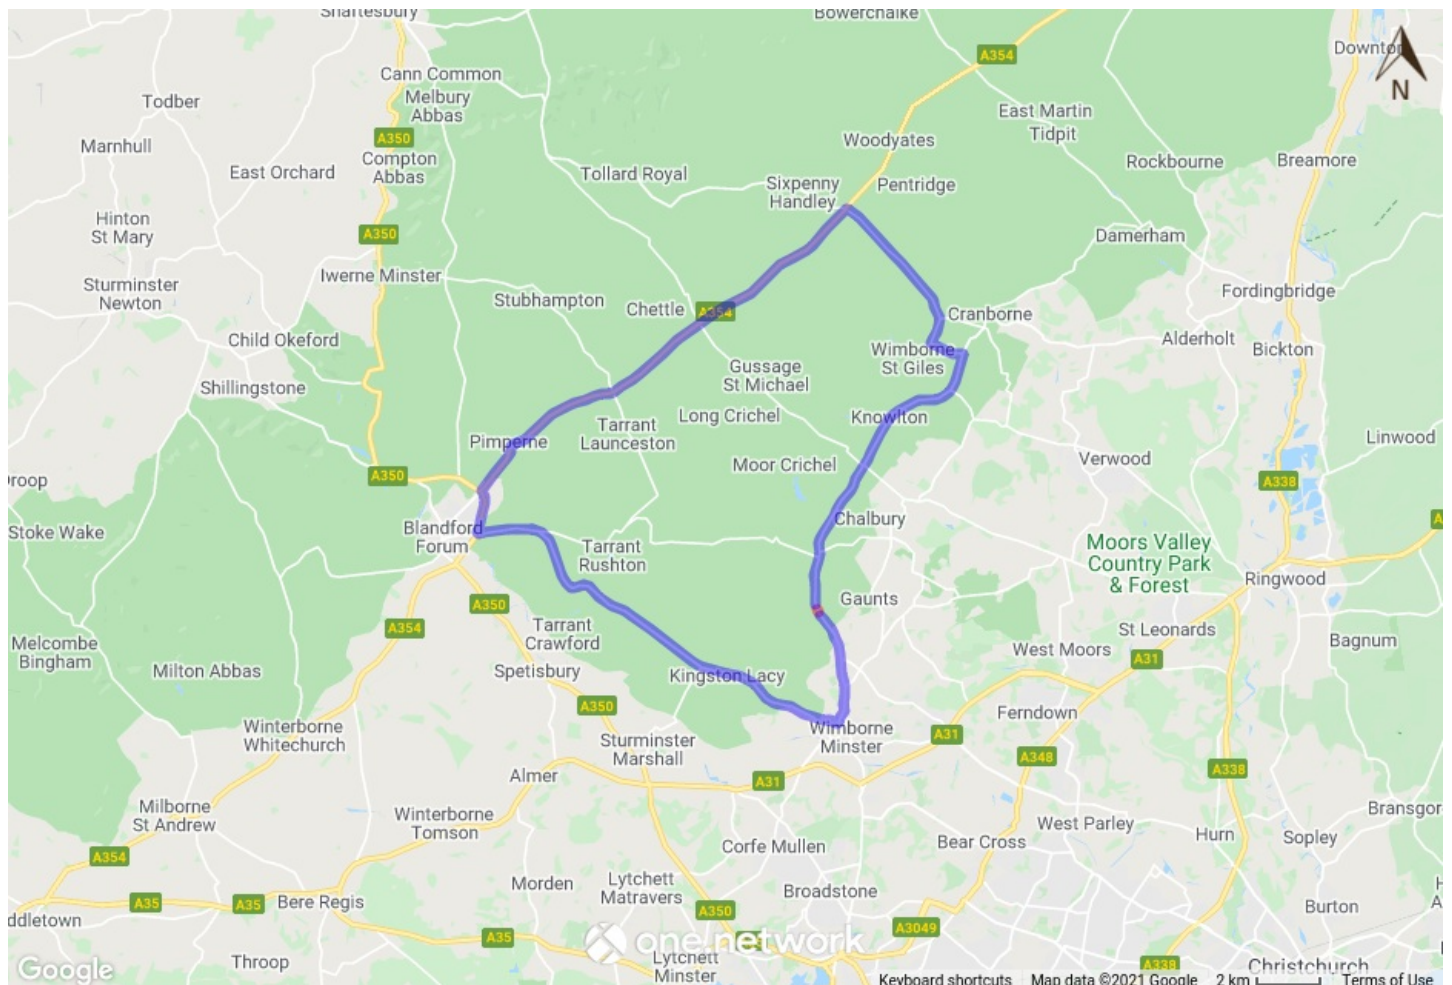 Shaftesbury
Bowerchalke
Downton
A354
Cann Common
Melbury
Abbas
Todber
N
East Martin
Tidpit
A350
Woodyates
Marnhull
Compton
Abbas
East Orchard
Tollard Royal
Rockbourne
Breamore
Sixpenny
Handley
Pentridge
Hinton
St Mary
A350
Damerham
Iwerne Minster
Sturminster
Newton
Stubhampton
Chettle
A354
Fordingbridge
Cranborne
Child Okeford
Alderholt
Bickton
Wimborne
St Giles
Shillingstone
Gussage
St Michael
Long Crichel
Knowlton
Tarrant
Launceston
Pimperne
Linwood
Moor Crichel
Verwood
A350
A338
Droop
Stoke Wake
Blandford
Forum
Chalbury
Tarrant
Rushton
Moors Valley
Country Park
& Forest
Ringwood
A350
Gaunts
A354
Tarrant
Crawford
St Leonards
Melcombe
Bingham
Milton Abbas
Spetisbury
Kingston Lacy
West Moors
A31
Bagnum
A350
Ferndown
Winterborne
Whitechurch
Wimborne
Minster
A31
Sturminster
Marshall
A348
A338
Almer
A31
Milborne
St Andrew
Winterborne
Tomson
West Parley
Bransgor
Hurn
Sopley
Corfe Mullen
Bear Cross
A354
Morden
Lytchett
Matravers
Broadstone
A35
A35
Bere Regis
A350
Burton
ddletown
A3049
A35
one.network
Throop
Lytchett
Minster
A338
Christchurch
Google
Keyboard shortcuts
Map data ©2021 Google
2 km
Terms of Use